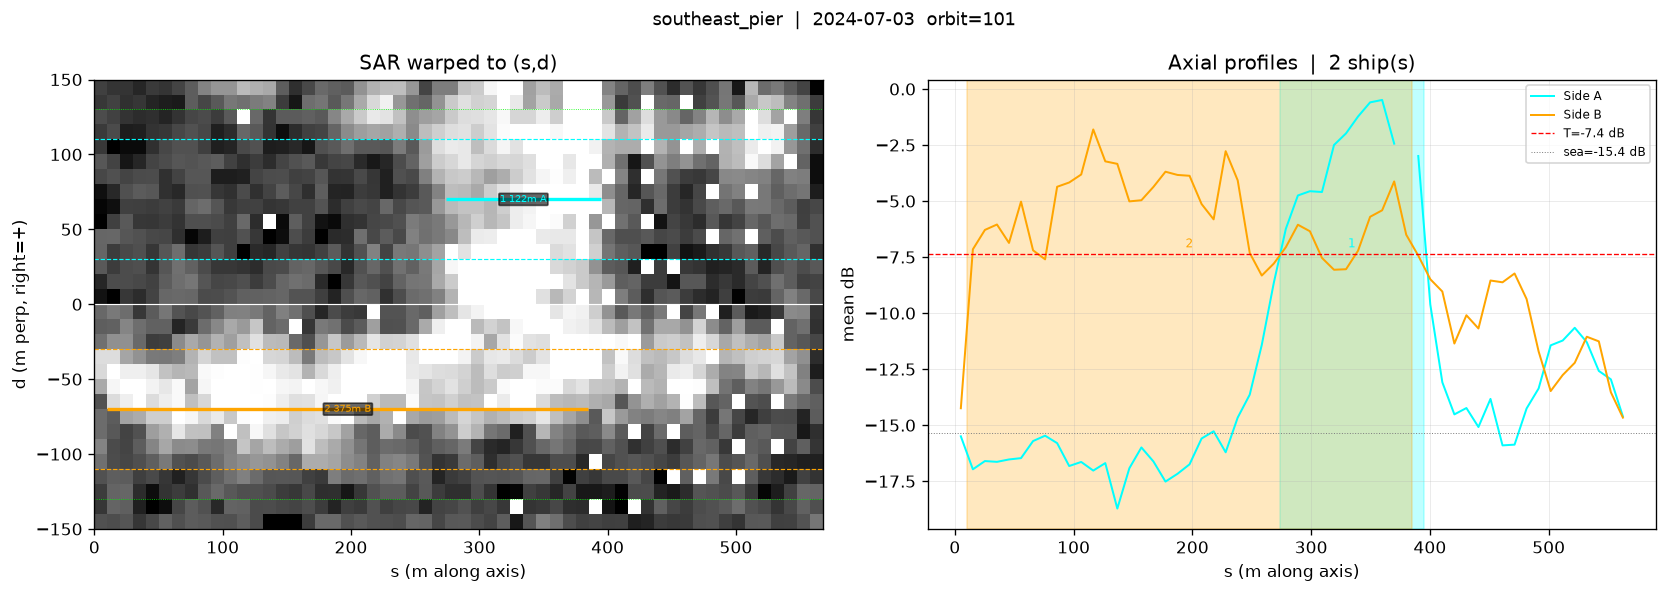 southeast_pier | 2024-07-03 orbit=101
SAR warped to (s,d)
150
100
50
0
−50
−100
−150
d (m perp, right=+)
1 122m A
2 375m B
0
100
200
300
400
500
s (m along axis)
Axial profiles | 2 ship(s)
0.0
−2.5
−5.0
−7.5
−10.0
−12.5
−15.0
−17.5
mean dB
2
1
Side A
Side B
T=-7.4 dB
sea=-15.4 dB
0
100
200
300
400
500
s (m along axis)